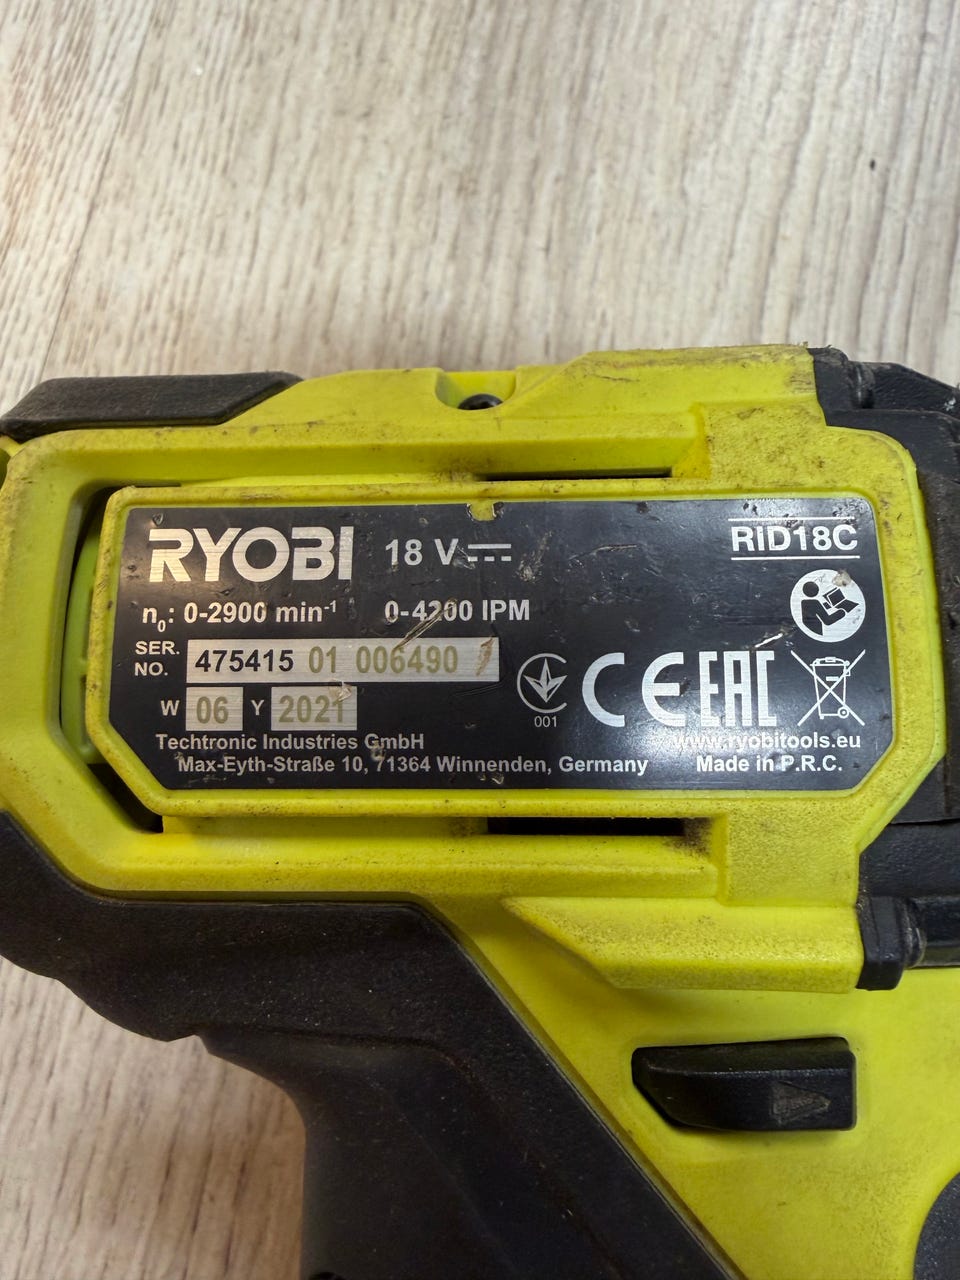 RYOBI 18 V RID18C
n₀: 0-2900 min⁻¹ 0-4200 IPM
SER. NO. 475415 01 006490
W 06 Y 2021
001 CE EAC
Techtronic Industries GmbH www.ryobitools.eu
Max-Eyth-Straße 10, 71364 Winnenden, Germany Made in P.R.C.